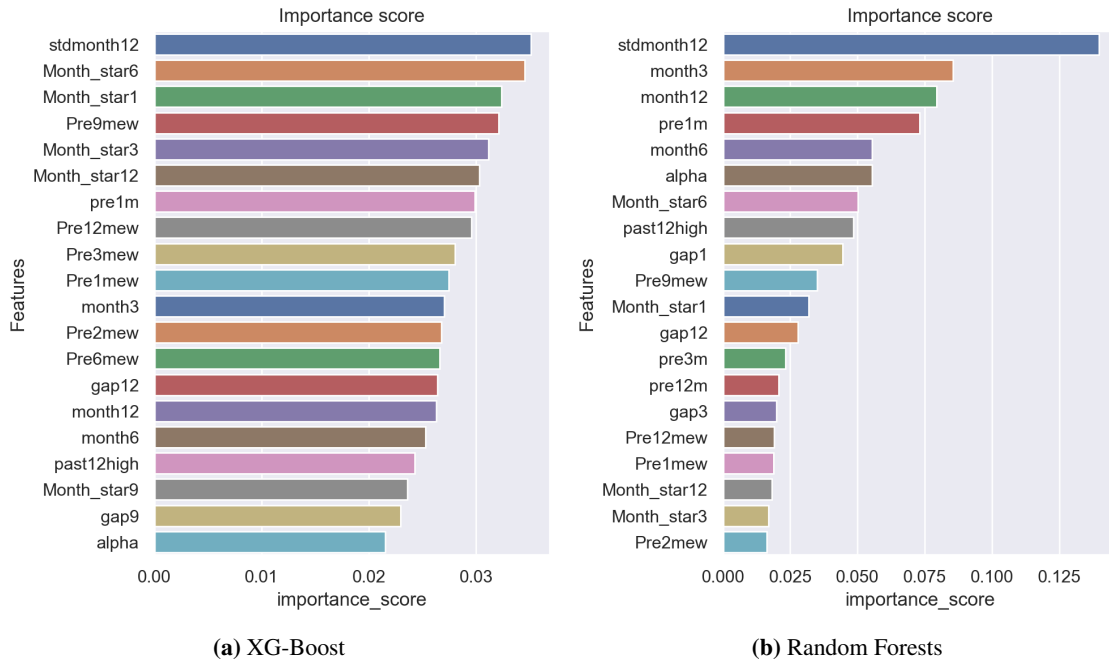 Importance score
stdmonth12
Month_star6
Month_star1
Pre9mew
Month_star3
Month_star12
pre1m
Pre12mew
Pre3mew
Pre1mew
month3
Pre2mew
Pre6mew
gap12
month12
month6
past12high
Month_star9
gap9
alpha
Features
0.00 0.01 0.02 0.03
importance_score
(a) XG-Boost
Importance score
stdmonth12
month3
month12
pre1m
month6
alpha
Month_star6
past12high
gap1
Pre9mew
Month_star1
gap12
pre3m
pre12m
gap3
Pre12mew
Pre1mew
Month_star12
Month_star3
Pre2mew
Features
0.000 0.025 0.050 0.075 0.100 0.125
importance_score
(b) Random Forests